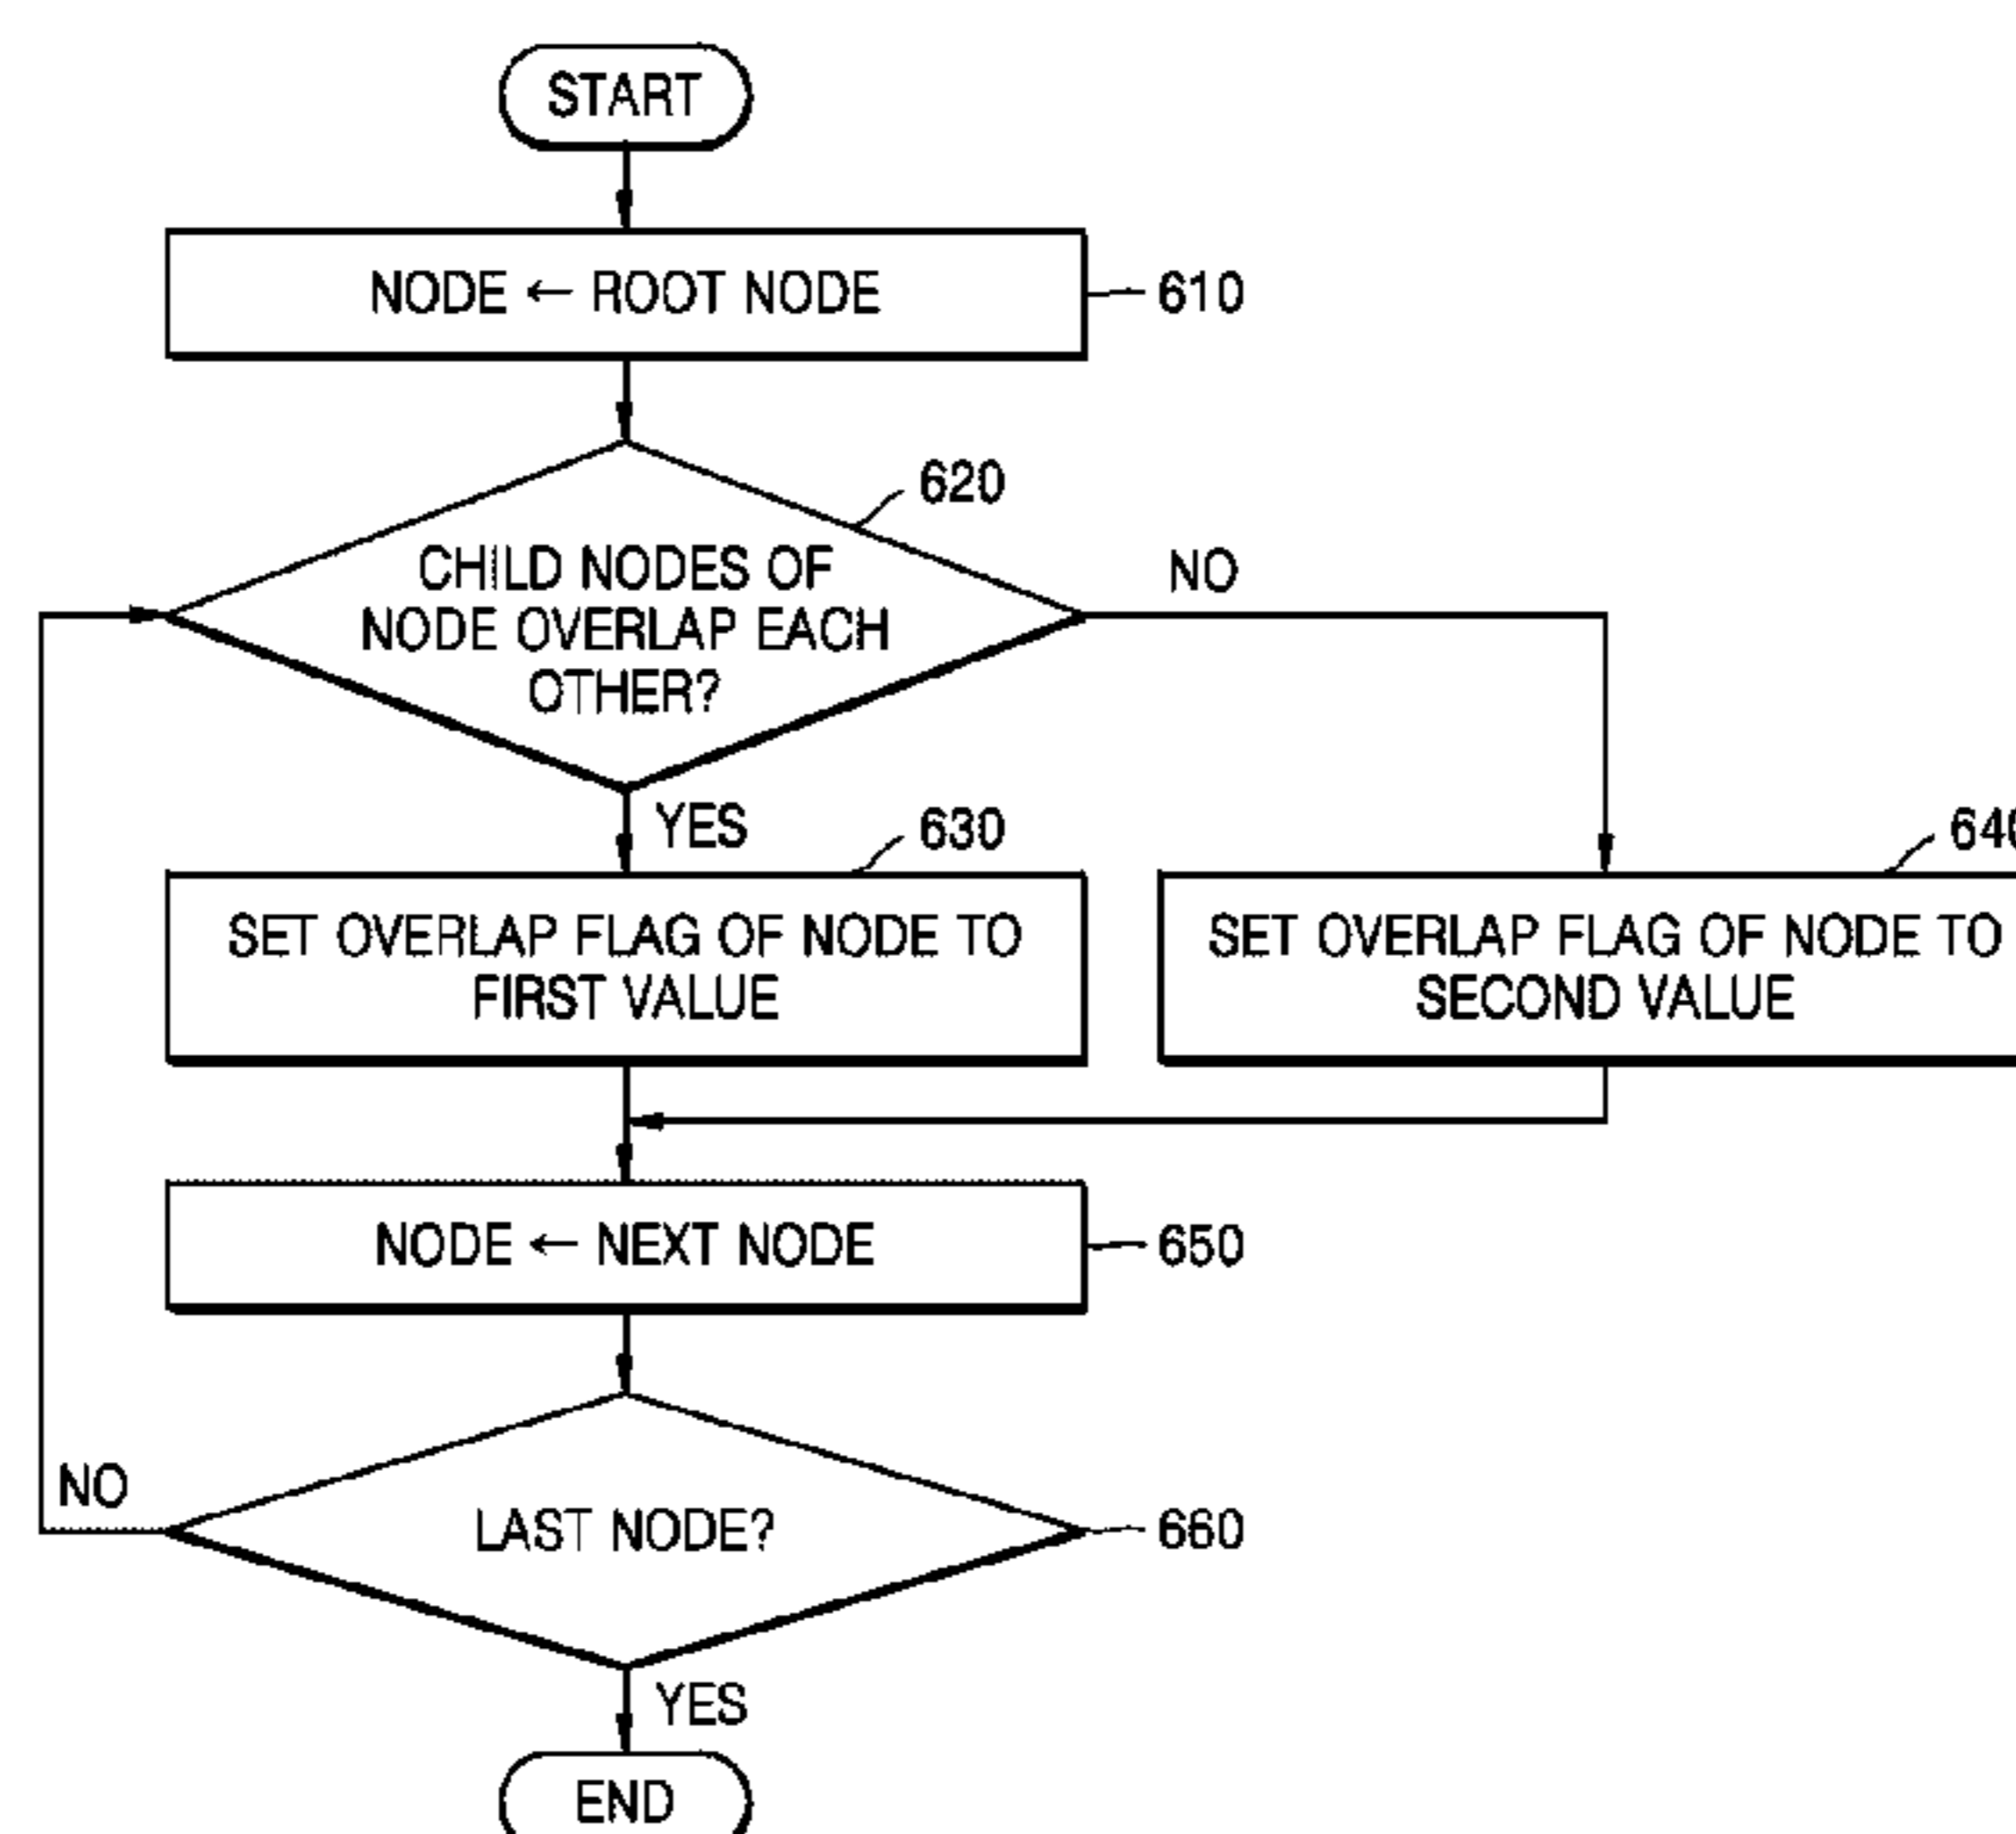 START
NODE ← ROOT NODE
610
620
CHILD NODES OF
NODE OVERLAP EACH
OTHER?
NO
YES
630
SET OVERLAP FLAG OF NODE TO
FIRST VALUE
640
SET OVERLAP FLAG OF NODE TO
SECOND VALUE
NODE ← NEXT NODE
650
NO
LAST NODE?
660
YES
END